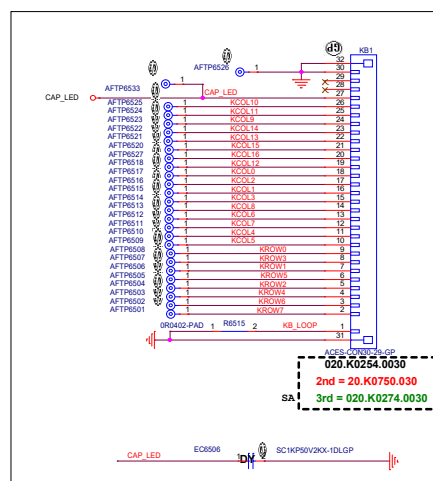 GP
KB1
32
AFTP6526 1 30
29
AFTP6533 1 28
CAP_LED CAP_LED 27
AFTP6525 1 KCOL10 26
AFTP6524 1 KCOL11 25
AFTP6523 1 KCOL9 24
AFTP6522 1 KCOL14 23
AFTP6521 1 KCOL13 22
AFTP6520 1 KCOL15 21
AFTP6527 1 KCOL16 20
AFTP6518 1 KCOL12 19
AFTP6517 1 KCOL0 18
AFTP6516 1 KCOL2 17
AFTP6515 1 KCOL1 16
AFTP6514 1 KCOL3 15
AFTP6513 1 KCOL8 14
AFTP6512 1 KCOL6 13
AFTP6511 1 KCOL7 12
AFTP6510 1 KCOL4 11
AFTP6509 1 KCOL5 10
AFTP6508 1 KROW0 9
AFTP6507 1 KROW3 8
AFTP6506 1 KROW1 7
AFTP6505 1 KROW5 6
AFTP6504 1 KROW2 5
AFTP6503 1 KROW4 4
AFTP6502 1 KROW6 3
AFTP6501 1 KROW7 2
0R0402-PAD 1 R6515 2 KB_LOOP 1
31
ACES-CON30-29-GP
020.K0254.0030
2nd = 20.K0750.030
SA 3rd = 020.K0274.0030
CAP_LED EC6506 1 DY 2 SC1KP50V2KX-1DLGP